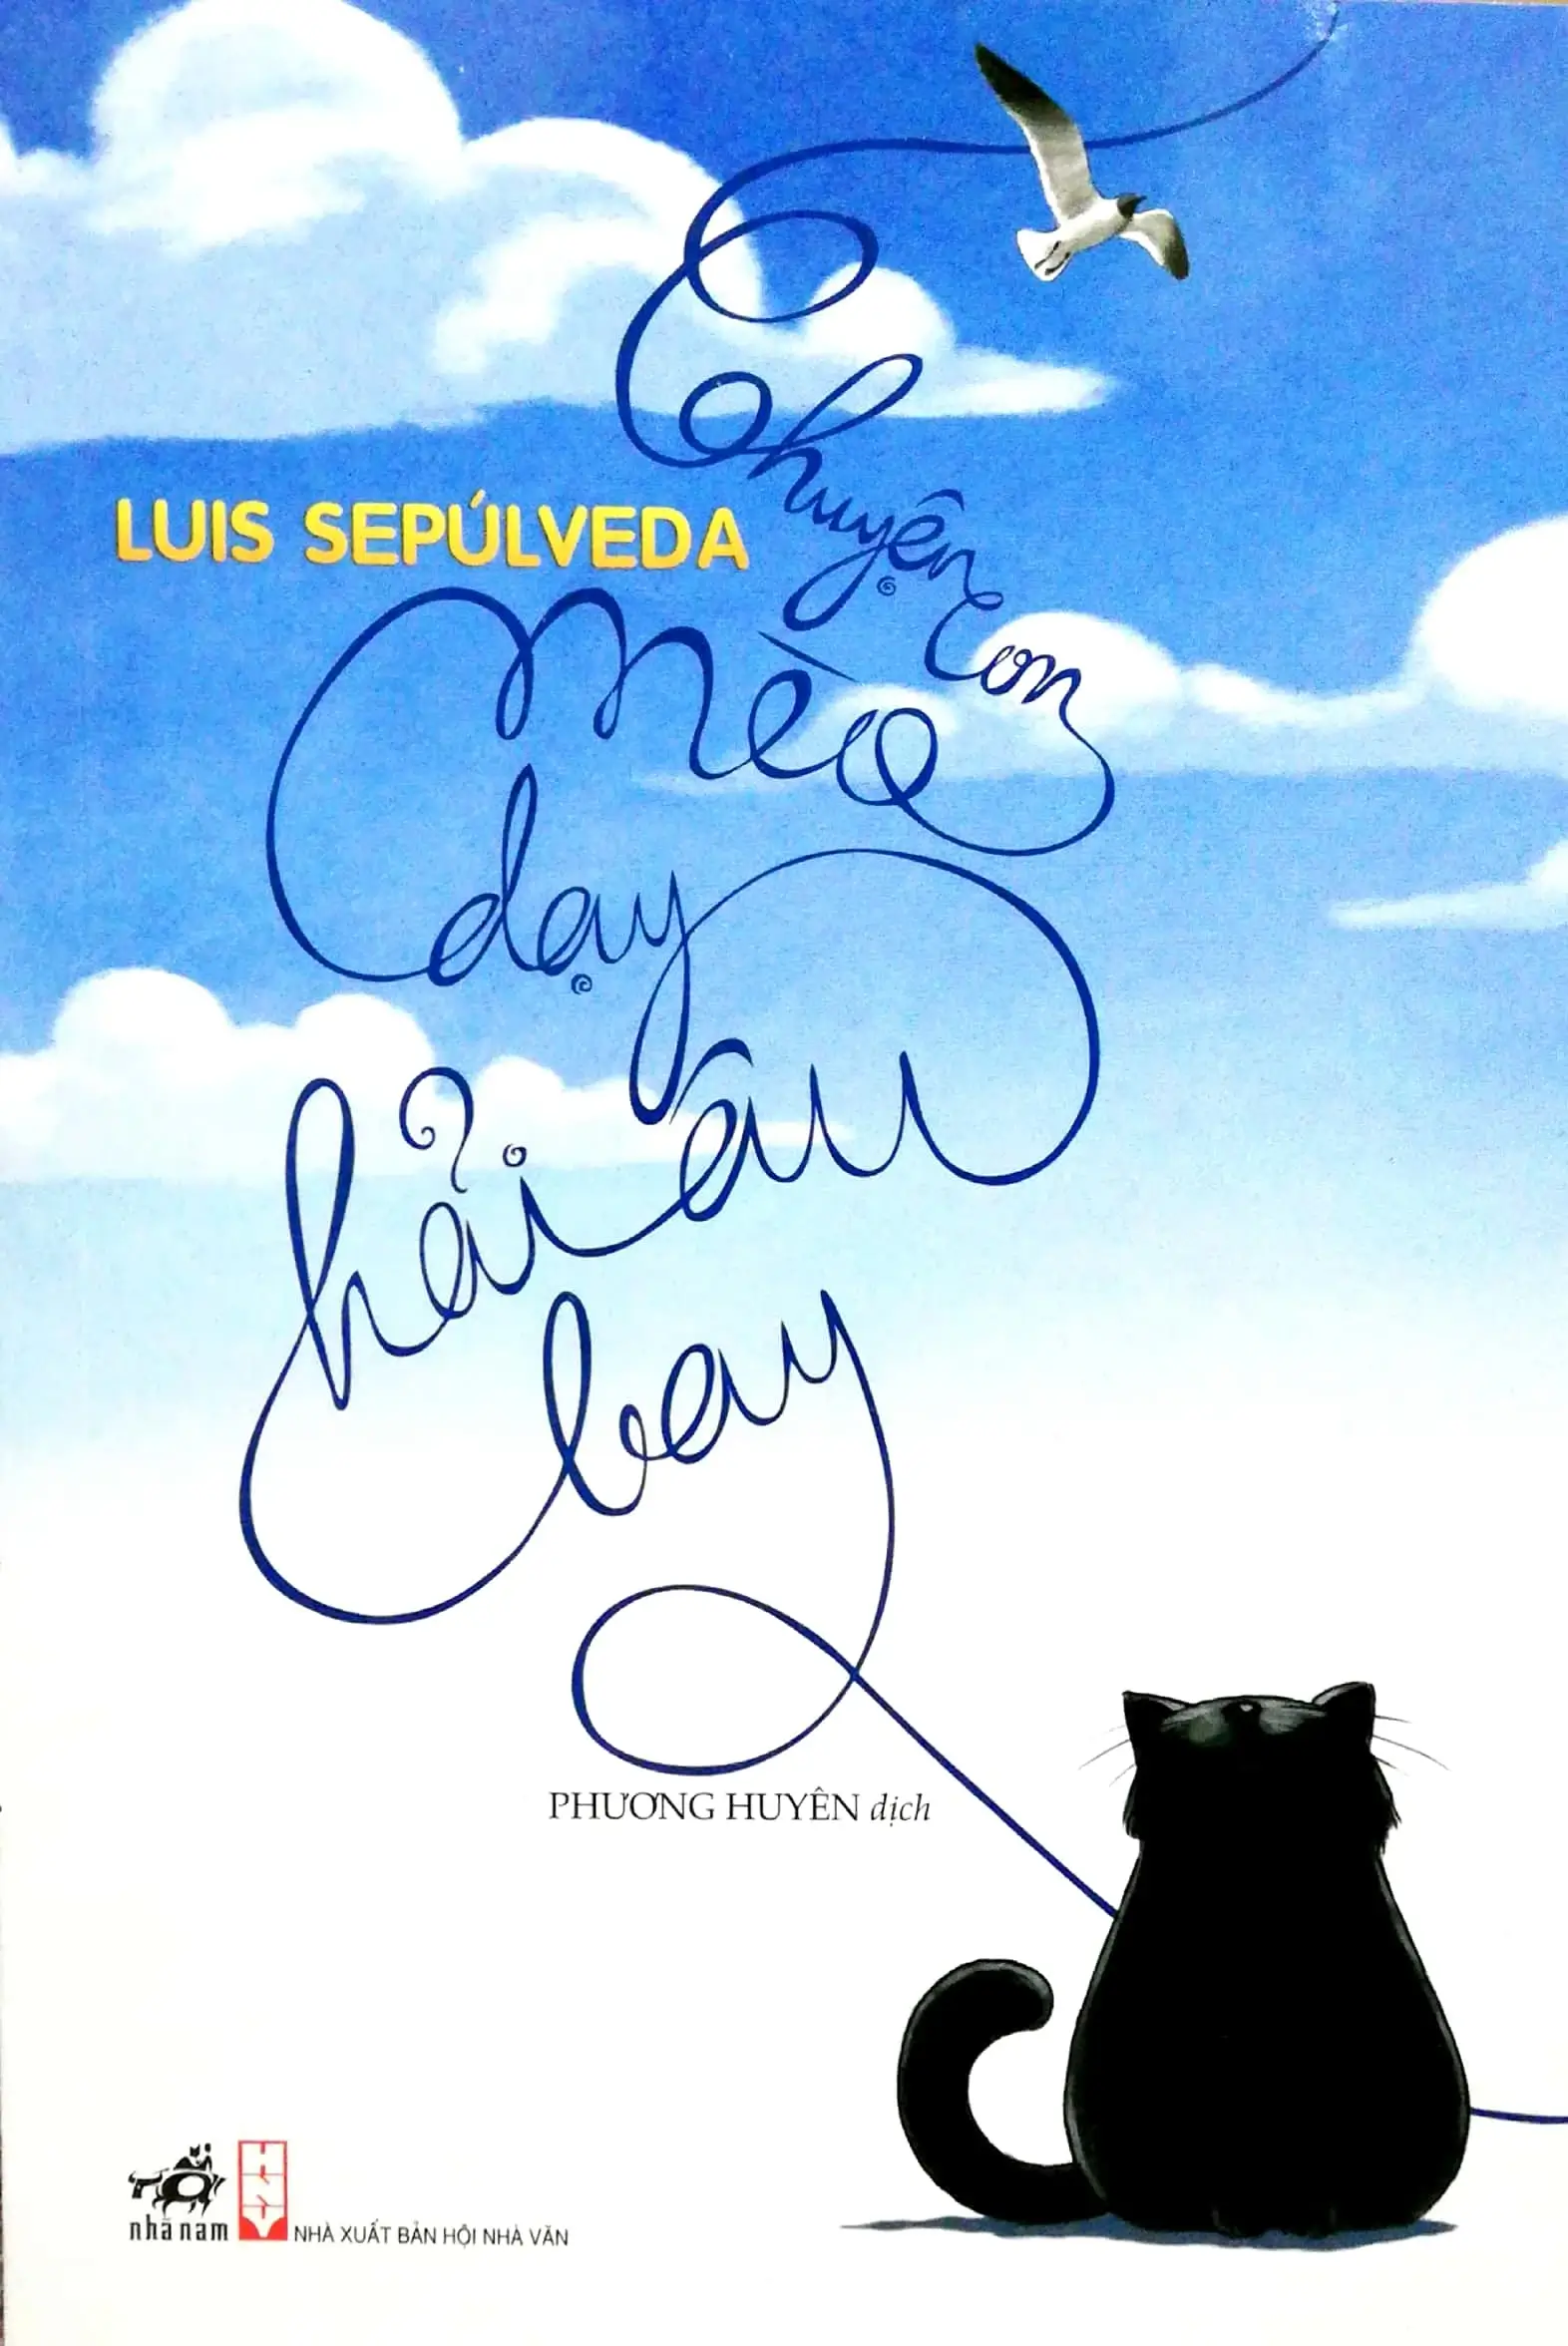 LUIS SEPÚLVEDA
Chuyện
con
mèo
dạy
hải âu
bay
PHƯƠNG HUYÊN dịch
nhã nam
HNV
NHÀ XUẤT BẢN HỘI NHÀ VĂN